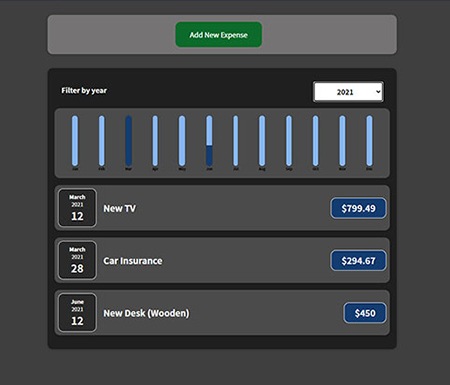 Add New Expense
Filter by year
2021
Jan Feb Mar Apr May Jun Jul Aug Sep Oct Nov Dec
March
2021
12
New TV
$799.49
March
2021
28
Car Insurance
$294.67
June
2021
12
New Desk (Wooden)
$450